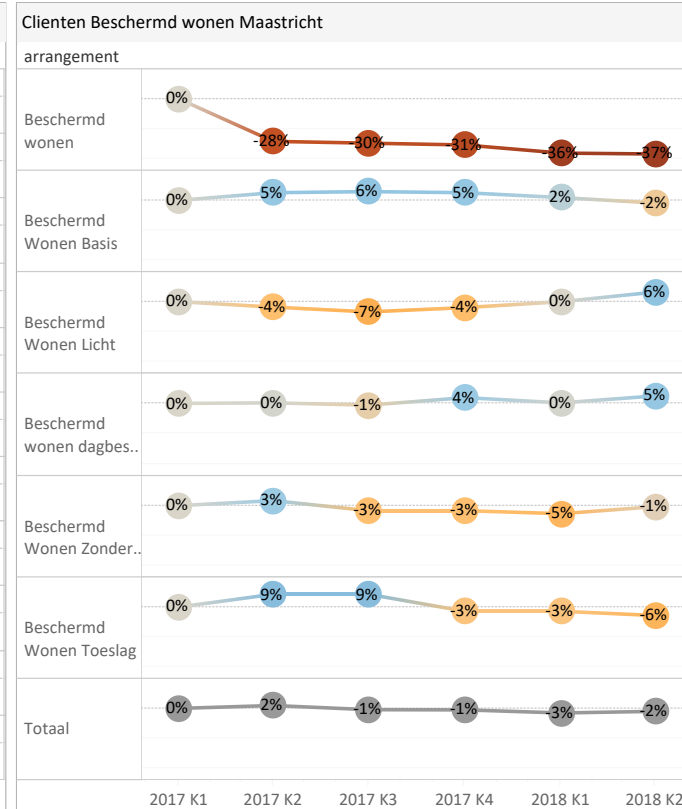 Clienten Beschermd wonen Maastricht
arrangement
Beschermd
wonen
0%
-28%
-30%
-31%
-36%
-37%
Beschermd
Wonen Basis
0%
5%
6%
5%
2%
-2%
Beschermd
Wonen Licht
0%
-4%
-7%
-4%
0%
6%
Beschermd
wonen dagbes..
0%
0%
-1%
4%
0%
5%
Beschermd
Wonen Zonder..
0%
3%
-3%
-3%
-5%
-1%
Beschermd
Wonen Toeslag
0%
9%
9%
-3%
-3%
-6%
Totaal
0%
2%
-1%
-1%
-3%
-2%
2017 K1
2017 K2
2017 K3
2017 K4
2018 K1
2018 K2